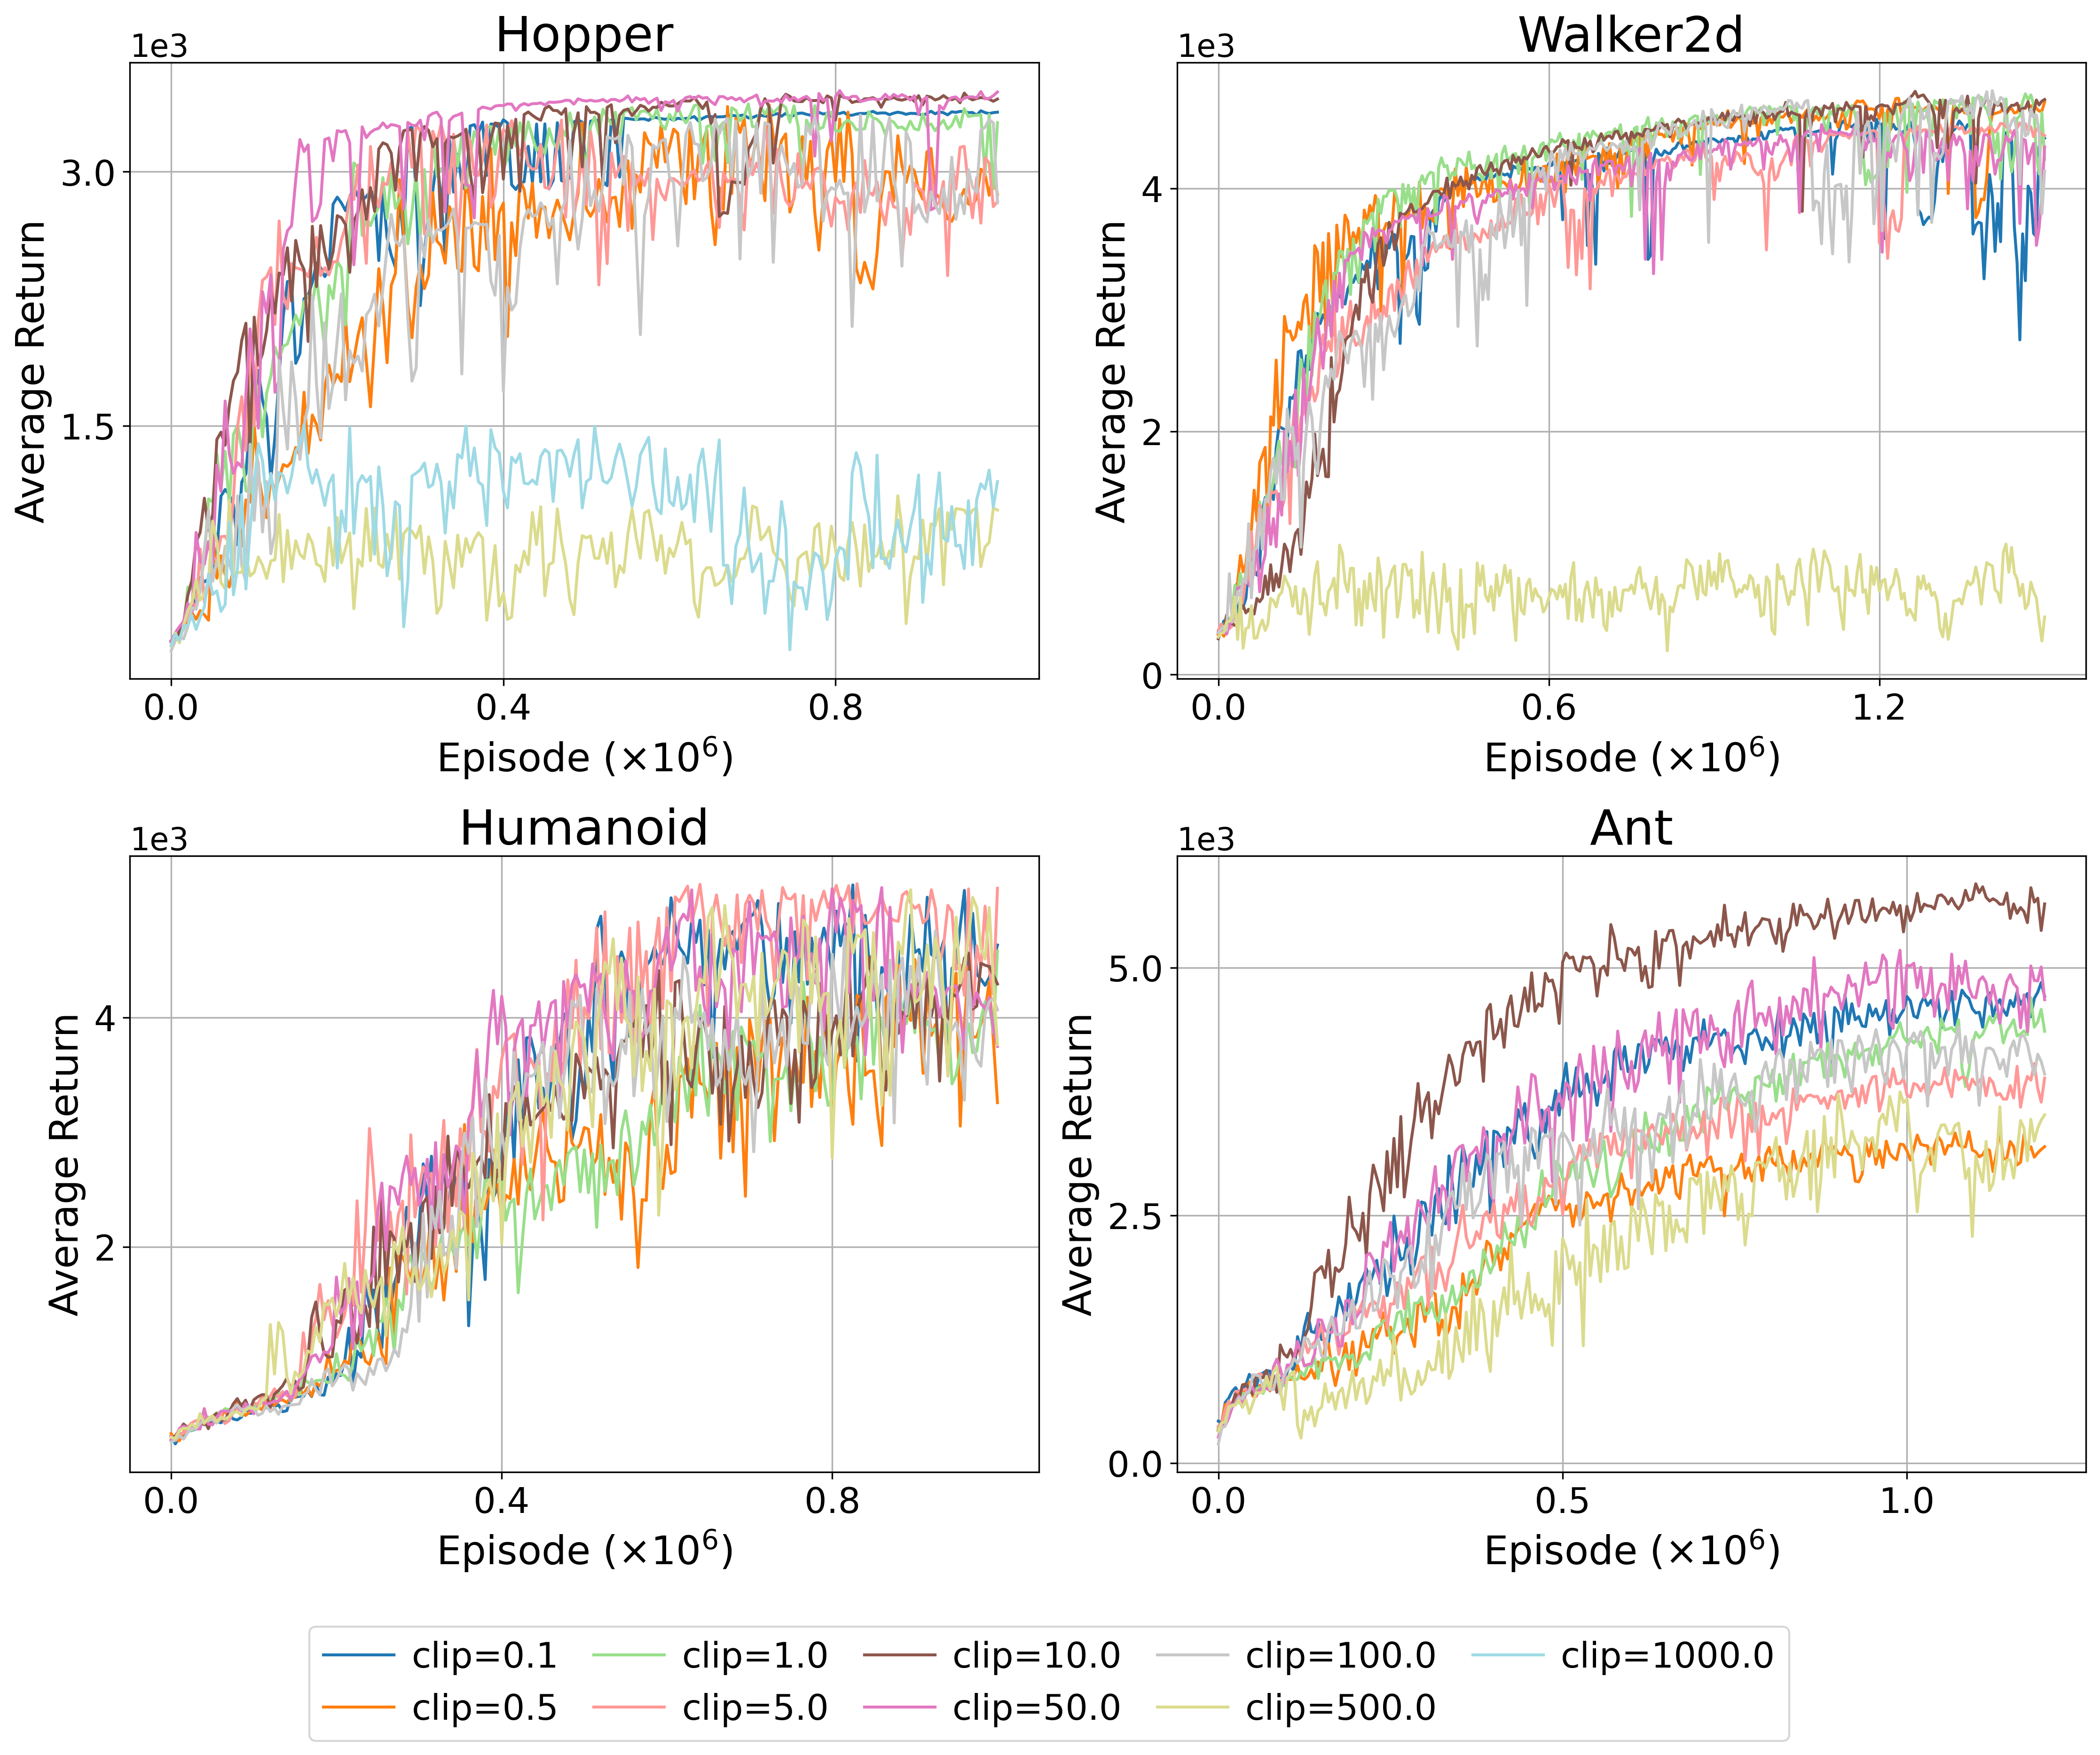 Hopper
1e3
Average Return
3.0
1.5
0.0 0.4 0.8
Episode (×10⁶)
Walker2d
1e3
Average Return
4
2
0
0.0 0.6 1.2
Episode (×10⁶)
Humanoid
1e3
Average Return
4
2
0.0 0.4 0.8
Episode (×10⁶)
Ant
1e3
Average Return
5.0
2.5
0.0
0.0 0.5 1.0
Episode (×10⁶)
clip=0.1 clip=1.0 clip=10.0 clip=100.0 clip=1000.0
clip=0.5 clip=5.0 clip=50.0 clip=500.0